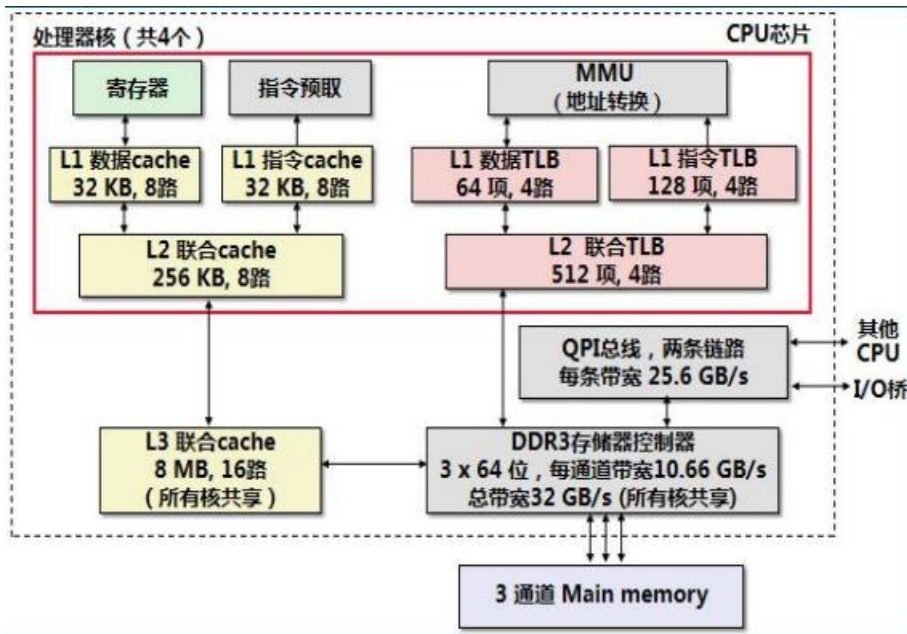 处理器核（共4个）
CPU芯片
寄存器
指令预取
MMU
（地址转换）
L1 数据cache
32 KB, 8路
L1 指令cache
32 KB, 8路
L1 数据TLB
64 项, 4路
L1 指令TLB
128 项, 4路
L2 联合cache
256 KB, 8路
L2 联合TLB
512 项, 4路
QPI总线，两条链路
每条带宽 25.6 GB/s
其他
CPU
I/O桥
L3 联合cache
8 MB, 16路
（所有核共享）
DDR3存储器控制器
3 x 64 位，每通道带宽10.66 GB/s
总带宽32 GB/s (所有核共享)
3 通道 Main memory